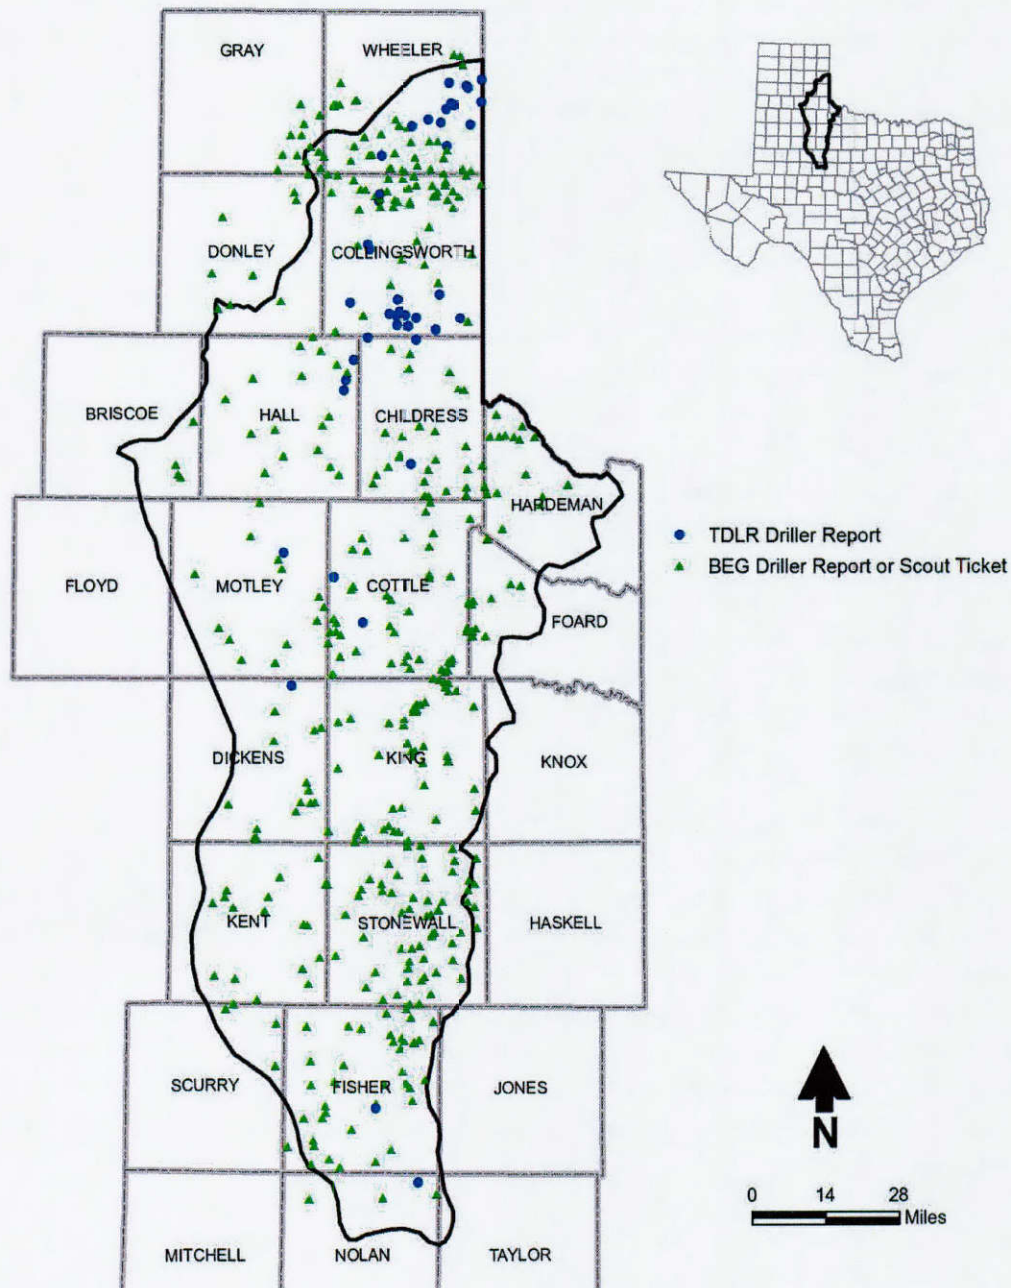 GRAY
WHEELER
DONLEY
COLLINGSWORTH
BRISCOE
HALL
CHILDRESS
HARDEMAN
TDLR Driller Report
BEG Driller Report or Scout Ticket
FLOYD
MOTLEY
COTTLE
FOARD
DICKENS
KING
KNOX
KENT
STONEWALL
HASKELL
SCURRY
FISHER
JONES
N
0 14 28
Miles
MITCHELL
NOLAN
TAYLOR